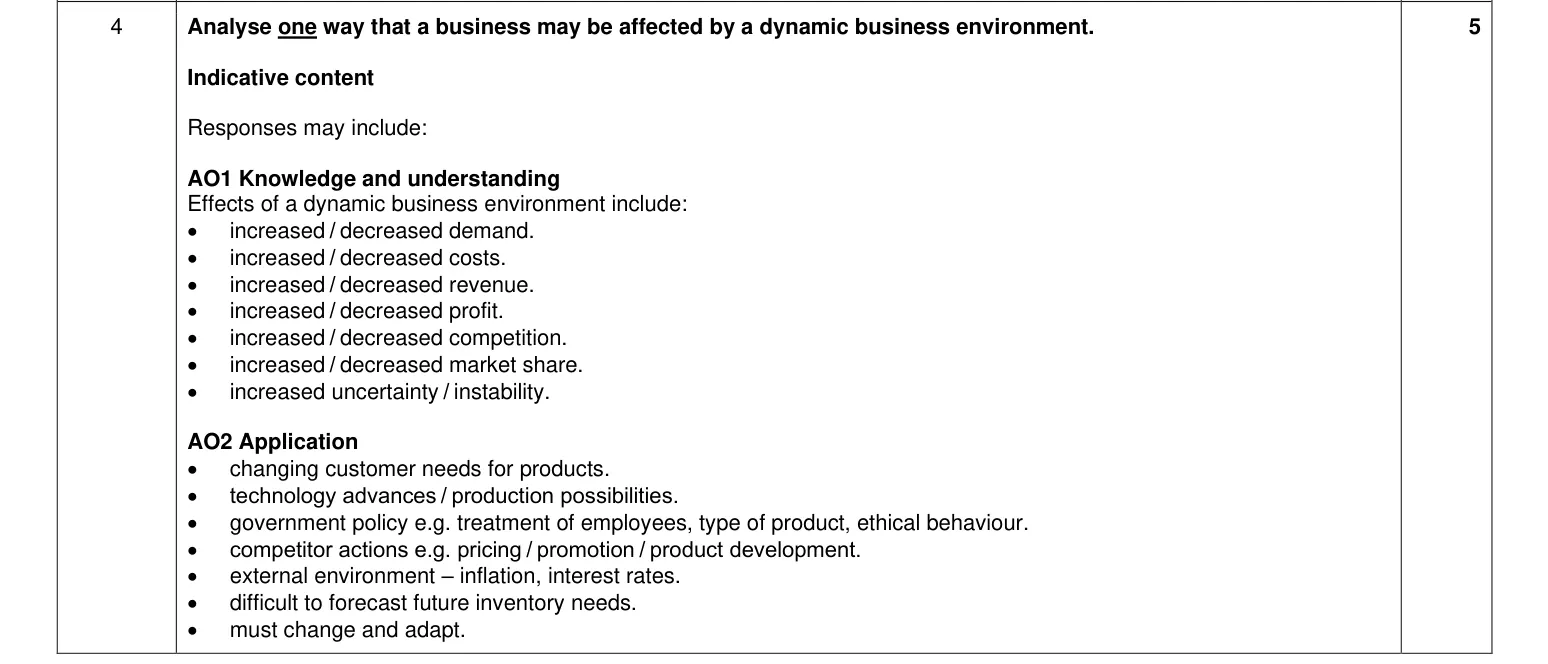 4 Analyse one way that a business may be affected by a dynamic business environment. 5
Indicative content
Responses may include:
AO1 Knowledge and understanding
Effects of a dynamic business environment include:
• increased / decreased demand.
• increased / decreased costs.
• increased / decreased revenue.
• increased / decreased profit.
• increased / decreased competition.
• increased / decreased market share.
• increased uncertainty / instability.
AO2 Application
• changing customer needs for products.
• technology advances / production possibilities.
• government policy e.g. treatment of employees, type of product, ethical behaviour.
• competitor actions e.g. pricing / promotion / product development.
• external environment – inflation, interest rates.
• difficult to forecast future inventory needs.
• must change and adapt.